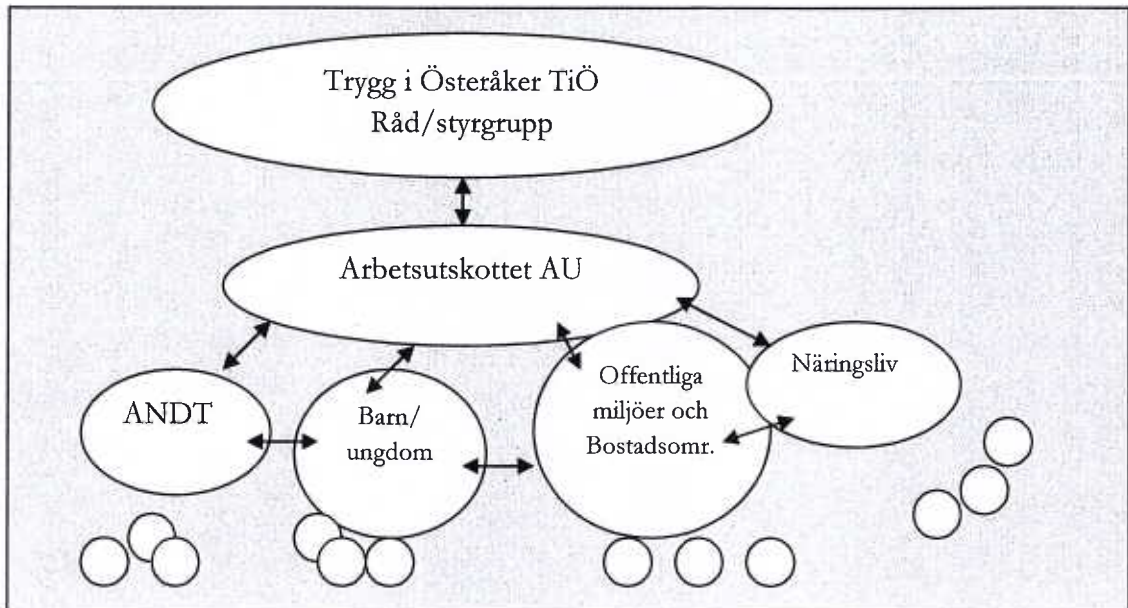 Trygg i Österåker TiÖ
Råd/styrgrupp
Arbetsutskottet AU
ANDT
Barn/
ungdom
Offentliga
miljöer och
Bostadsomr.
Näringsliv